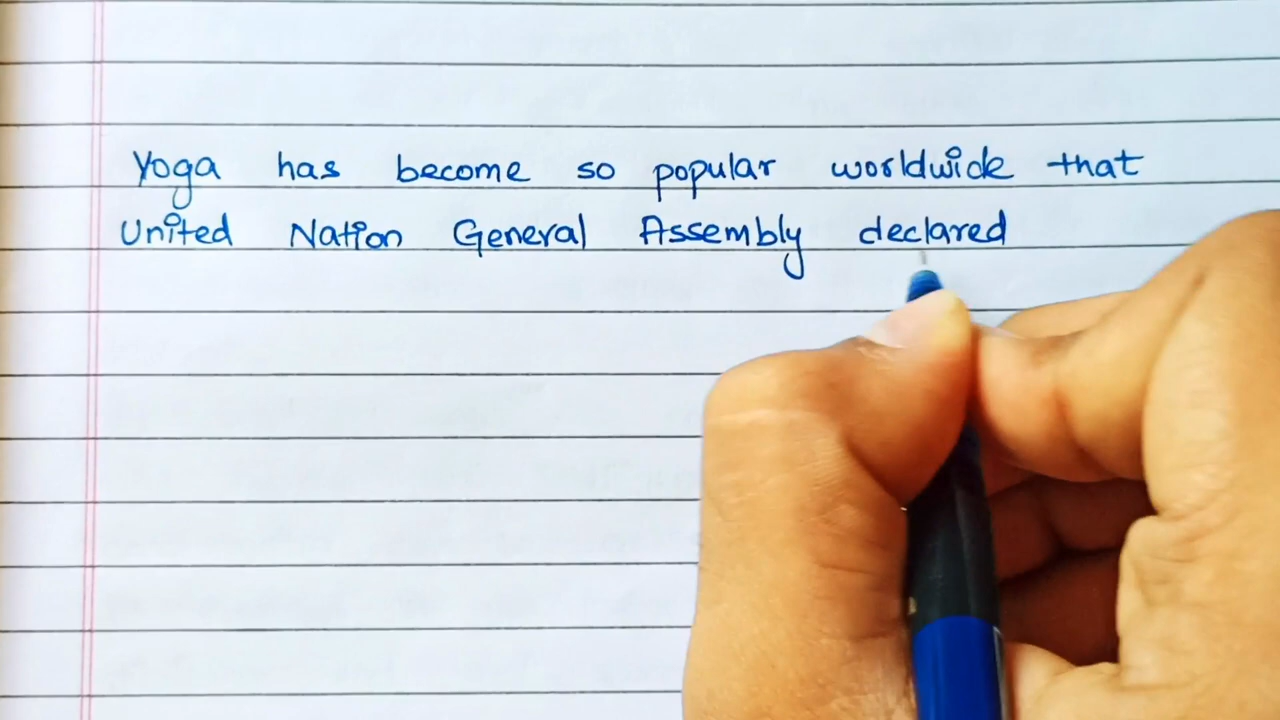 Yoga has become so popular worldwide that
United Nation General Assembly declared